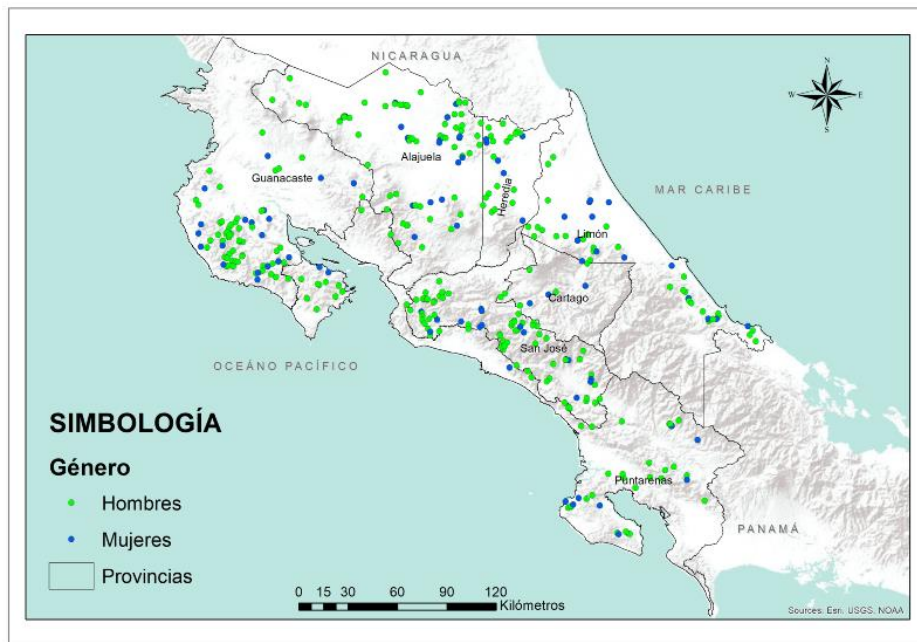 NICARAGUA
N
W
E
S
Alajuela
Guanacaste
Heredia
MAR CARIBE
Limón
Cartago
San José
OCEÁNO PACÍFICO
SIMBOLOGÍA
Género
Hombres
Mujeres
Provincias
Puntarenas
PANAMÁ
0 15 30 60 90 120
Kilómetros
Sources: Esri, USGS, NOAA